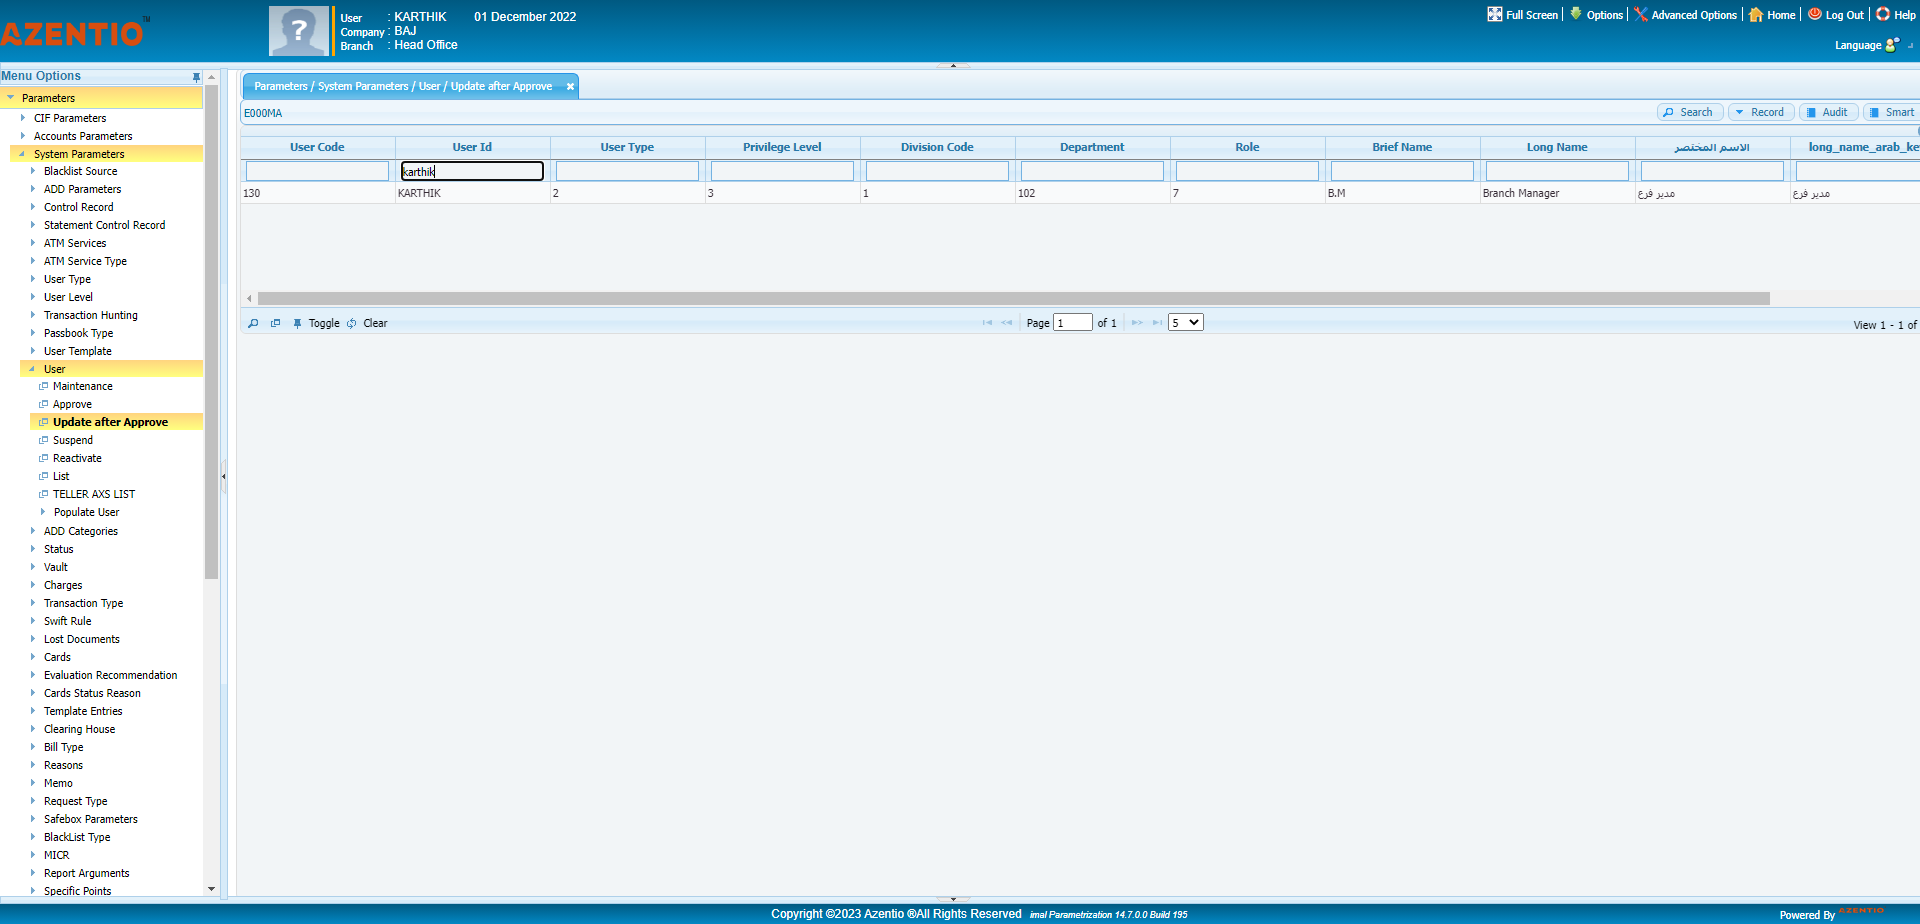 AZENTIO™
User : KARTHIK 01 December 2022
Company : BAJ
Branch : Head Office
Full Screen | Options | Advanced Options | Home | Log Out | Help
Language
Menu Options
Parameters
CIF Parameters
Accounts Parameters
System Parameters
Blacklist Source
ADD Parameters
Control Record
Statement Control Record
ATM Services
ATM Service Type
User Type
User Level
Transaction Hunting
Passbook Type
User Template
User
Maintenance
Approve
Update after Approve
Suspend
Reactivate
List
TELLER AXS LIST
Populate User
ADD Categories
Status
Vault
Charges
Transaction Type
Swift Rule
Lost Documents
Cards
Evaluation Recommendation
Cards Status Reason
Template Entries
Clearing House
Bill Type
Reasons
Memo
Request Type
Safebox Parameters
BlackList Type
MICR
Report Arguments
Specific Points
Parameters / System Parameters / User / Update after Approve
E000MA
Search Record Audit Smart
User Code User Id User Type Privilege Level Division Code Department Role Brief Name Long Name الاسم المختصر long_name_arab_ke
karthik
130 KARTHIK 2 3 1 102 7 B.M Branch Manager مدير فرع مدير فرع
Toggle Clear
Page 1 of 1 5
View 1 - 1 of
Copyright ©2023 Azentio ®All Rights Reserved imal Parametrization 14.7.0.0 Build 195
Powered By AZENTIO